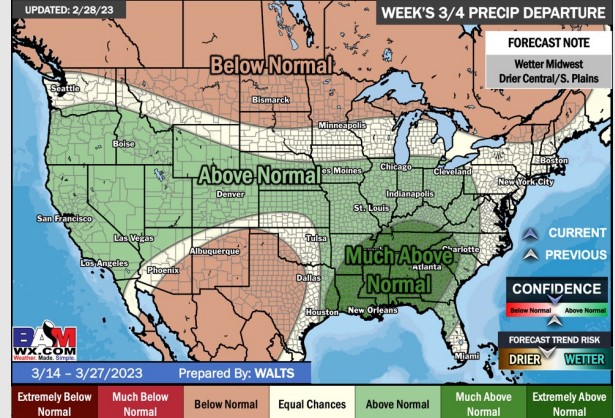 UPDATED: 2/28/23
WEEK'S 3/4 PRECIP DEPARTURE
FORECAST NOTE
Wetter Midwest
Drier Central/S. Plains
Below Normal
Seattle
Bismarck
Minneapolis
Boise
Above Normal
es Moines
Chicago
Cleveland
Boston
New York City
Denver
Indianapolis
St. Louis
San Francisco
Las Vegas
Los Angeles
Phoenix
Albuquerque
Tulsa
Dallas
Much Above
Normal
Charlotte
Atlanta
Houston
New Orleans
Miami
CURRENT
PREVIOUS
CONFIDENCE
Below Normal
Above Normal
FORECAST TREND RISK
DRIER
WETTER
BAM
WX.COM
Weather. Made. Simple.
3/14 – 3/27/2023
Prepared By: WALTS
Extremely Below
Normal
Much Below
Normal
Below Normal
Equal Chances
Above Normal
Much Above
Normal
Extremely Above
Normal